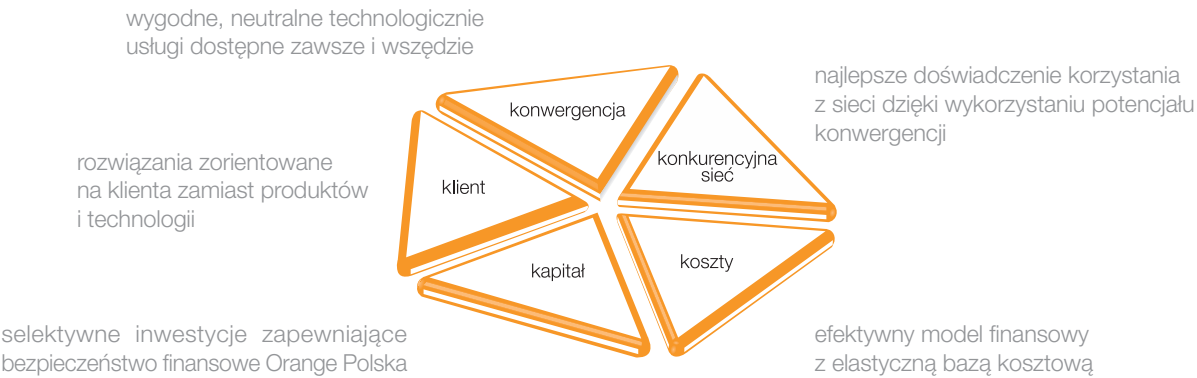 wygodne, neutralne technologicznie
usługi dostępne zawsze i wszędzie
konwergencja
najlepsze doświadczenie korzystania
z sieci dzięki wykorzystaniu potencjału
konwergencji
konkurencyjna
sieć
rozwiązania zorientowane
na klienta zamiast produktów
i technologii
klient
kapitał
koszty
selektywne inwestycje zapewniające
bezpieczeństwo finansowe Orange Polska
efektywny model finansowy
z elastyczną bazą kosztową